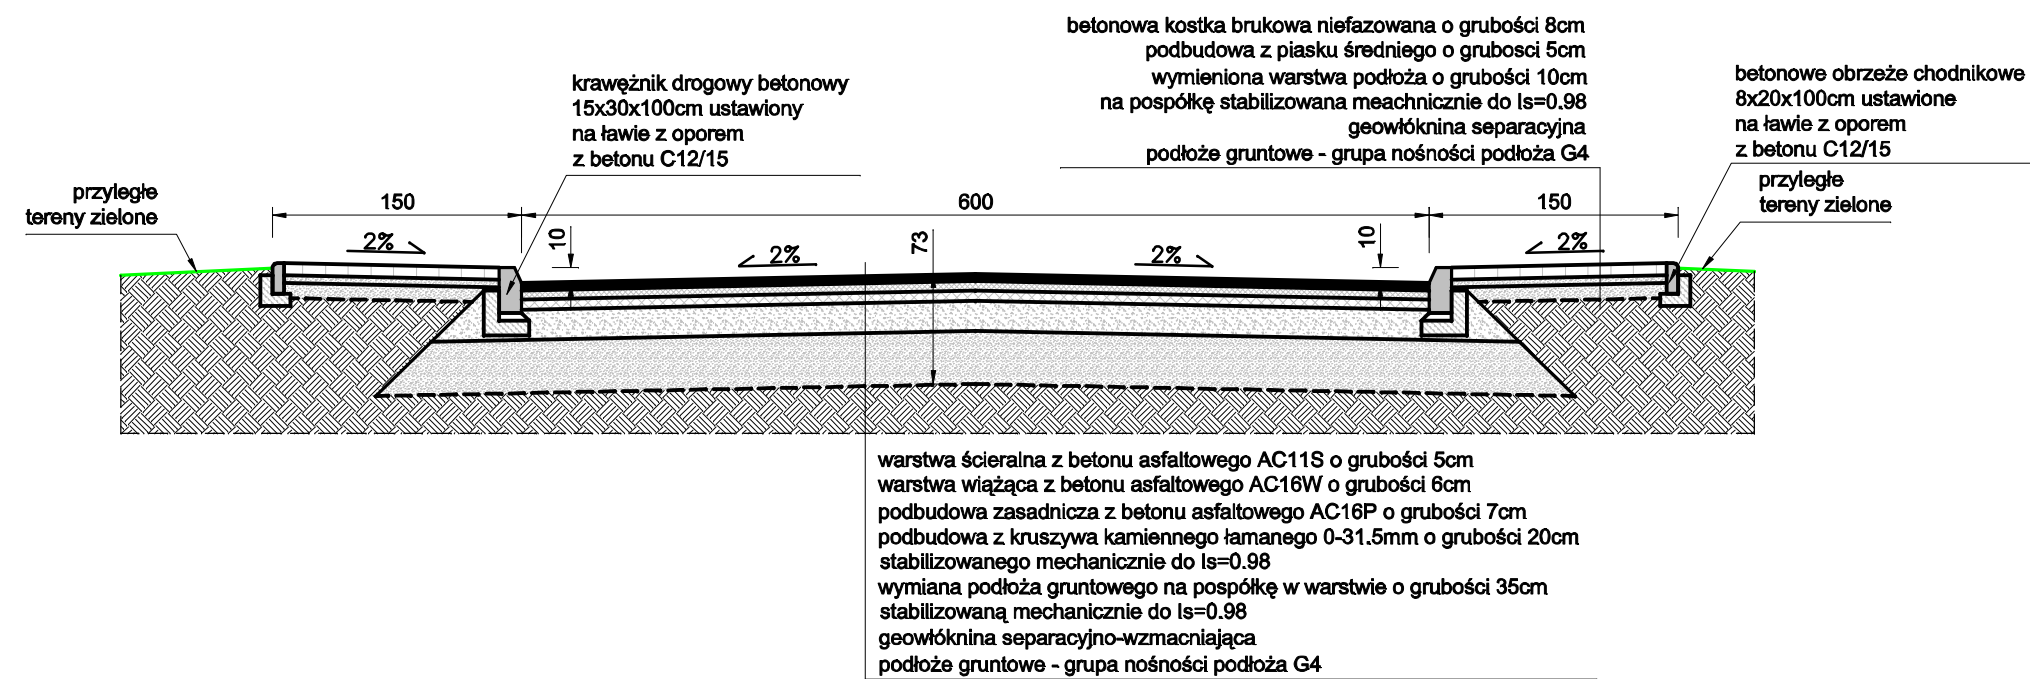 betonowa kostka brukowa niefazowana o grubości 8cm
podbudowa z piasku średniego o grubosci 5cm
wymieniona warstwa podłoża o grubości 10cm
na pospółkę stabilizowana meachnicznie do Is=0.98
geowłóknina separacyjna
podłoże gruntowe - grupa nośności podłoża G4
krawężnik drogowy betonowy
15x30x100cm ustawiony
na ławie z oporem
z betonu C12/15
betonowe obrzeże chodnikowe
8x20x100cm ustawione
na ławie z oporem
z betonu C12/15
przyległe
tereny zielone
przyległe
tereny zielone
150
600
150
2%
10
2%
73
2%
10
2%
warstwa ścieralna z betonu asfaltowego AC11S o grubości 5cm
warstwa wiążąca z betonu asfaltowego AC16W o grubości 6cm
podbudowa zasadnicza z betonu asfaltowego AC16P o grubości 7cm
podbudowa z kruszywa kamiennego łamanego 0-31.5mm o grubości 20cm
stabilizowanego mechanicznie do Is=0.98
wymiana podłoża gruntowego na pospółkę w warstwie o grubości 35cm
stabilizowaną mechanicznie do Is=0.98
geowłóknina separacyjno-wzmacniająca
podłoże gruntowe - grupa nośności podłoża G4